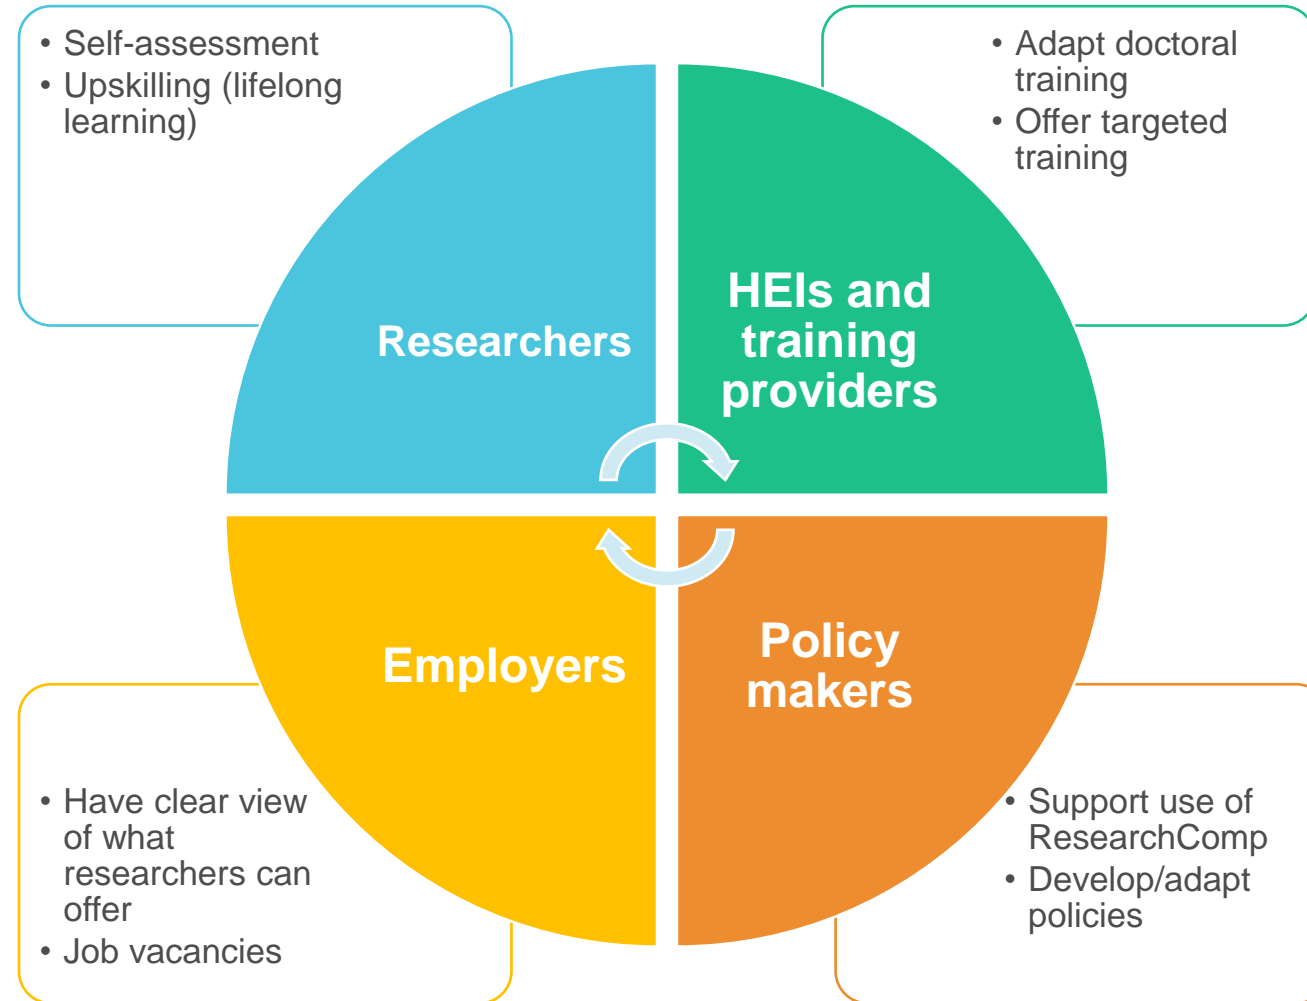 • Self-assessment
• Upskilling (lifelong
learning)
• Adapt doctoral
training
• Offer targeted
training
Researchers
HEIs and
training
providers
Employers
Policy
makers
• Have clear view
of what
researchers can
offer
• Job vacancies
• Support use of
ResearchComp
• Develop/adapt
policies